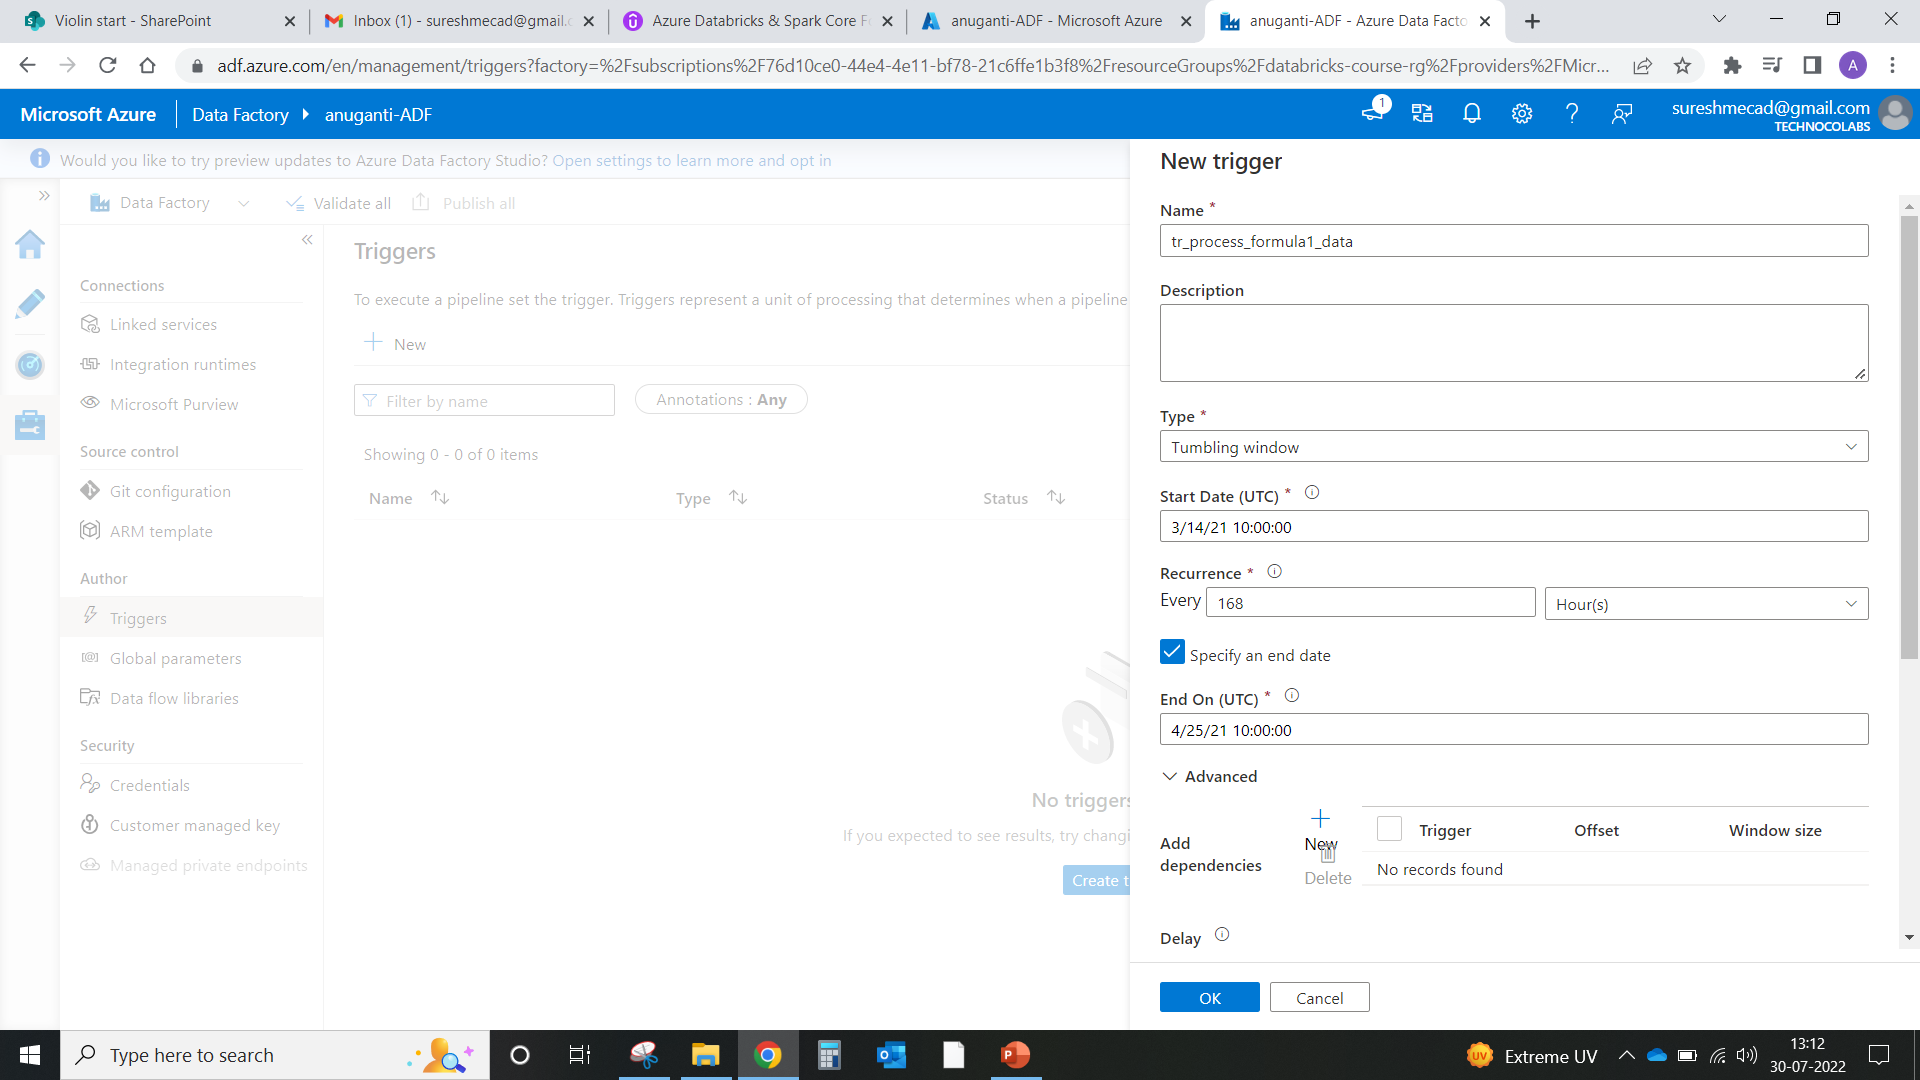 Violin start - SharePoint
Inbox (1) - sureshmecad@gmail.c
Azure Databricks & Spark Core F
anuganti-ADF - Microsoft Azure
anuganti-ADF - Azure Data Facto
adf.azure.com/en/management/triggers?factory=%2Fsubscriptions%2F76d10ce0-44e4-4e11-bf78-21c6ffe1b3f8%2FresourceGroups%2Fdatabricks-course-rg%2Fproviders%2FMicr...
A
Microsoft Azure
Data Factory
anuganti-ADF
1
sureshmecad@gmail.com
TECHNOCOLABS
Would you like to try preview updates to Azure Data Factory Studio? Open settings to learn more and opt in
Data Factory
Validate all
Publish all
Connections
Linked services
Integration runtimes
Microsoft Purview
Source control
Git configuration
ARM template
Author
Triggers
Global parameters
Data flow libraries
Security
Credentials
Customer managed key
Managed private endpoints
Triggers
To execute a pipeline set the trigger. Triggers represent a unit of processing that determines when a pipeline
New
Filter by name
Annotations : Any
Showing 0 - 0 of 0 items
Name
Type
Status
No triggers
If you expected to see results, try changi
Create t
New trigger
Name *
tr_process_formula1_data
Description
Type *
Tumbling window
Start Date (UTC) *
3/14/21 10:00:00
Recurrence *
Every 168 Hour(s)
Specify an end date
End On (UTC) *
4/25/21 10:00:00
Advanced
Add dependencies
New
Delete
Trigger Offset Window size
No records found
Delay
OK
Cancel
Type here to search
UV
Extreme UV
13:12
30-07-2022